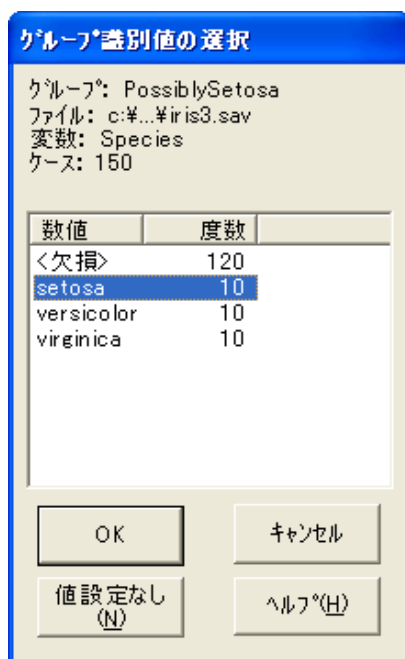 ｸﾞﾙｰﾌﾟ識別値の選択
ｸﾞﾙｰﾌﾟ: PossiblySetosa
ﾌｧｲﾙ: c:¥...¥iris3.sav
変数: Species
ｹｰｽ: 150
数値 度数
<欠損> 120
setosa 10
versicolor 10
virginica 10
OK ｷｬﾝｾﾙ
値設定なし
(N)
ﾍﾙﾌﾟ(H)